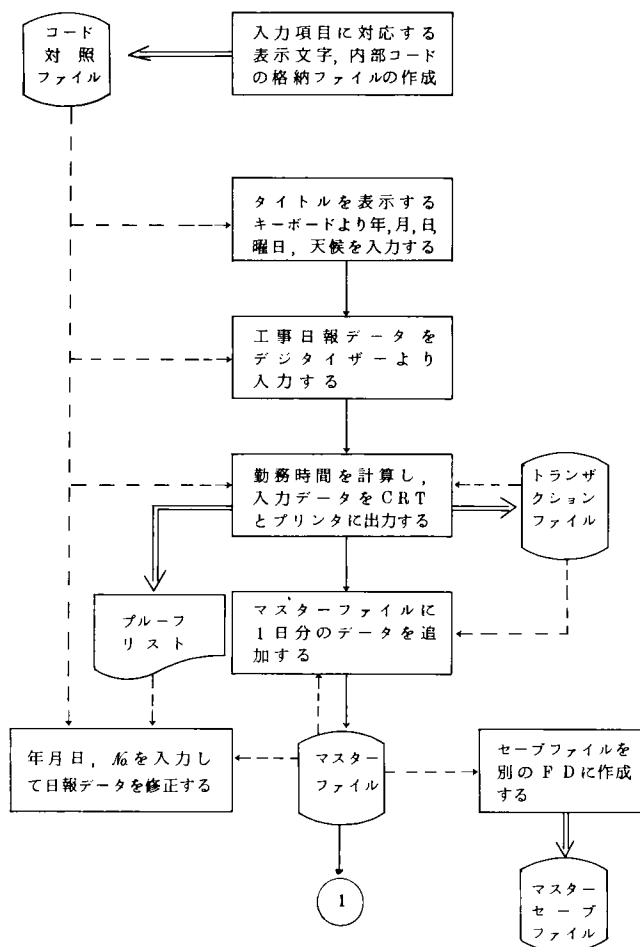 コード
対照
ファイル
入力項目に対応する
表示文字,内部コード
の格納ファイルの作成
タイトルを表示する
キーボードより年,月,日,
曜日,天候を入力する
工事日報データを
デジタイザーより
入力する
勤務時間を計算し,
入力データをCRT
とプリンタに出力する
トランザ
クション
ファイル
プルーフ
リスト
マスターファイルに
1日分のデータを追
加する
年月日,№を入力し
て日報データを修正する
マスター
ファイル
セーブファイルを
別のFDに作成
する
1
マスター
セーブ
ファイル